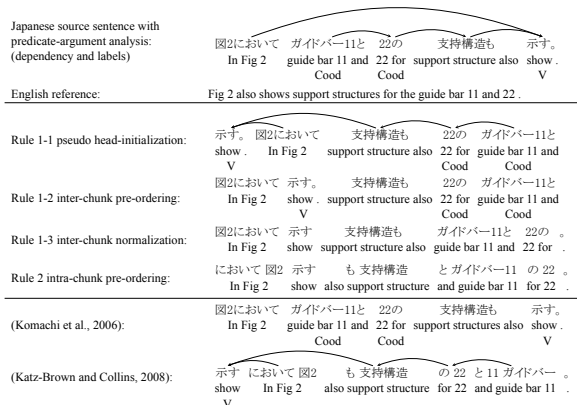 Japanese source sentence with
predicate-argument analysis:
(dependency and labels)
図2において ガイドバー11と 22の 支持構造も 示す。
In Fig 2 guide bar 11 and 22 for support structure also show .
Cood Cood V
English reference: Fig 2 also shows support structures for the guide bar 11 and 22 .
Rule 1-1 pseudo head-initialization: 示す。 図2において 支持構造も 22の ガイドバー11と
show . In Fig 2 support structure also 22 for guide bar 11 and
V Cood Cood
Rule 1-2 inter-chunk pre-ordering: 図2において 示す。 支持構造も 22の ガイドバー11と
In Fig 2 show . support structure also 22 for guide bar 11 and
V Cood Cood
Rule 1-3 inter-chunk normalization: 図2において 示す 支持構造も ガイドバー11と 22の 。
In Fig 2 show support structure also guide bar 11 and 22 for .
Rule 2 intra-chunk pre-ordering: において 図2 示す も 支持構造 と ガイドバー11 の 22 。
In Fig 2 show also support structure and guide bar 11 for 22 .
(Komachi et al., 2006): 図2において ガイドバー11と 22の 支持構造も 示す。
In Fig 2 guide bar 11 and 22 for support structures also show .
Cood Cood V
(Katz-Brown and Collins, 2008): 示す において 図2 も 支持構造 の 22 と 11 ガイドバー 。
show In Fig 2 also support structure for 22 and guide bar 11 .
V